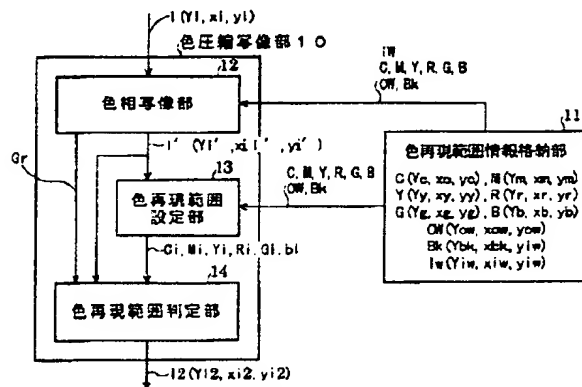 I (Yi, xi, yi)
色圧縮写像部10
12
色相写像部
iW
C, M, Y, R, G, B
OW, Bk
11
Gr
I′ (Yi′, xi1′, yi′)
13
色再現範囲
設定部
C, M, Y, R, G, B
OW, Bk
色再現範囲情報格納部
C(Yc, xc, yc), M(Ym, xm, ym)
Y(Yy, xy, yy), R(Yr, xr, yr)
G(Yg, xg, yg), B(Yb, xb, yb)
OW(Yow, xow, yow)
Bk(Ybk, xbk, yiw)
Iw(Yiw, xiw, yiw)
Ci, Mi, Yi, Ri, Gi, bi
14
色再現範囲判定部
I2(Yi2, xi2, yi2)